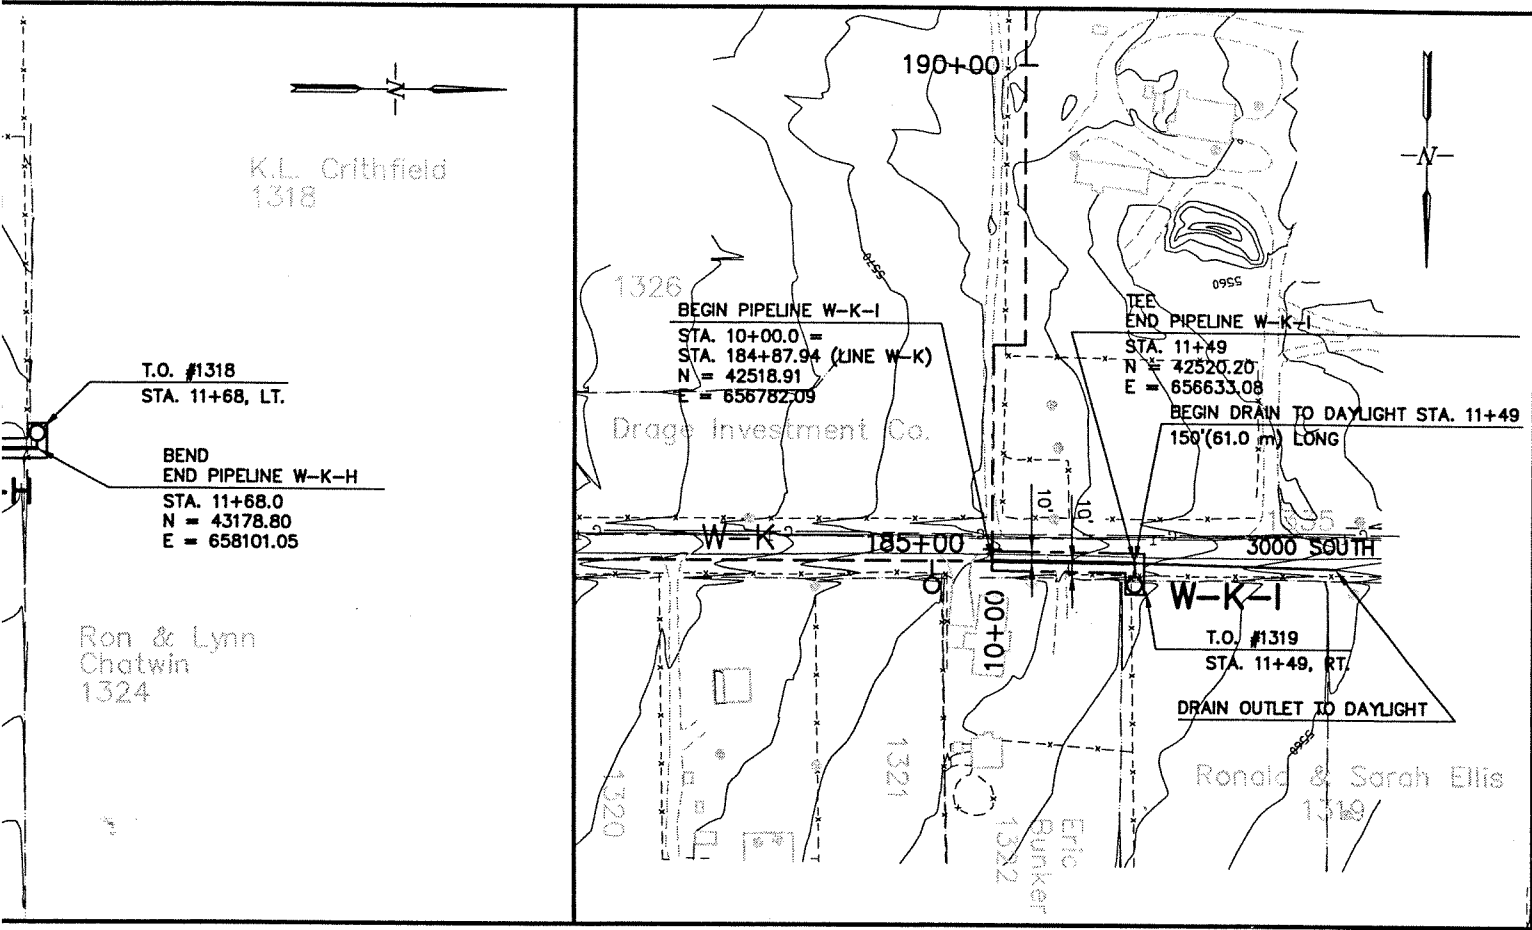 N
K.L. Crithfield
1318
T.O. #1318
STA. 11+68, LT.
BEND
END PIPELINE W-K-H
STA. 11+68.0
N = 43178.80
E = 658101.05
H
Ron & Lynn
Chatwin
1324
190+00
N
5570
5560
1326
BEGIN PIPELINE W-K-I
STA. 10+00.0 =
STA. 184+87.94 (LINE W-K)
N = 42518.91
E = 656782.09
Drage Investment Co.
TEE
END PIPELINE W-K-I
STA. 11+49
N = 42520.20
E = 656633.08
BEGIN DRAIN TO DAYLIGHT STA. 11+49
150'(61.0 m) LONG
10'
10'
W-K
185+00
3000 SOUTH
10+00
W-K-I
T.O. #1319
STA. 11+49, RT.
DRAIN OUTLET TO DAYLIGHT
5560
1320
1321
Eric
Bunker
1322
Ronald & Sarah Ellis
1319